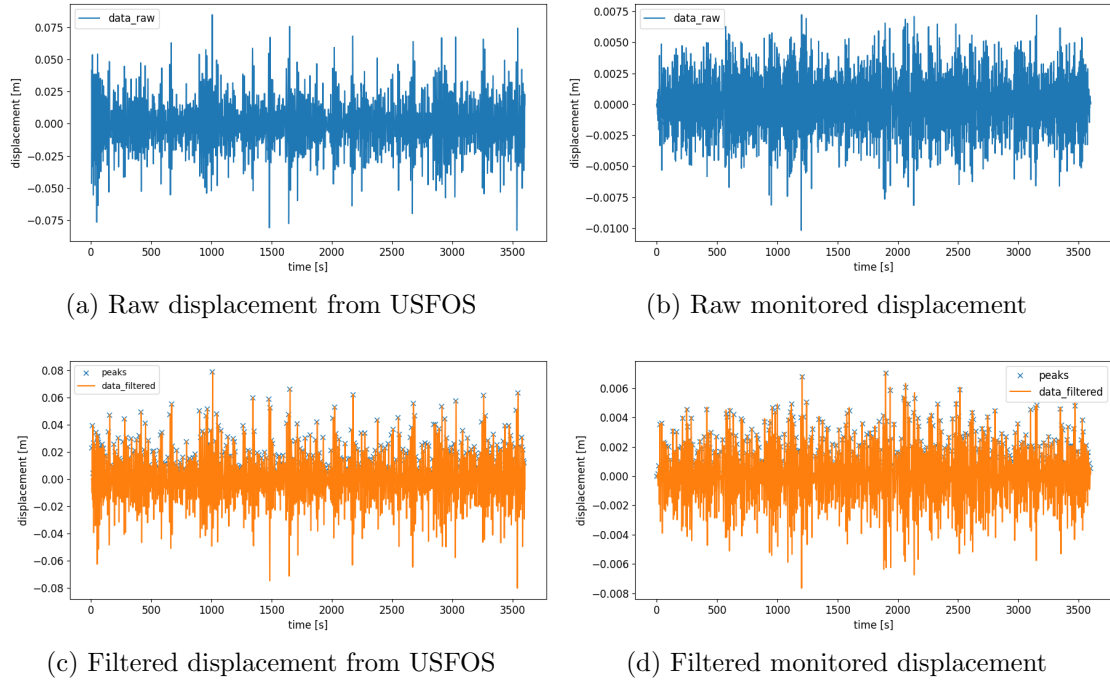 data_raw
0.075
0.050
0.025
0.000
−0.025
−0.050
−0.075
displacement [m]
0 500 1000 1500 2000 2500 3000 3500
time [s]
(a) Raw displacement from USFOS
data_raw
0.0075
0.0050
0.0025
0.0000
−0.0025
−0.0050
−0.0075
−0.0100
displacement [m]
0 500 1000 1500 2000 2500 3000 3500
time [s]
(b) Raw monitored displacement
peaks
data_filtered
0.08
0.06
0.04
0.02
0.00
−0.02
−0.04
−0.06
−0.08
displacement [m]
0 500 1000 1500 2000 2500 3000 3500
time [s]
(c) Filtered displacement from USFOS
peaks
data_filtered
0.006
0.004
0.002
0.000
−0.002
−0.004
−0.006
−0.008
displacement [m]
0 500 1000 1500 2000 2500 3000 3500
time [s]
(d) Filtered monitored displacement